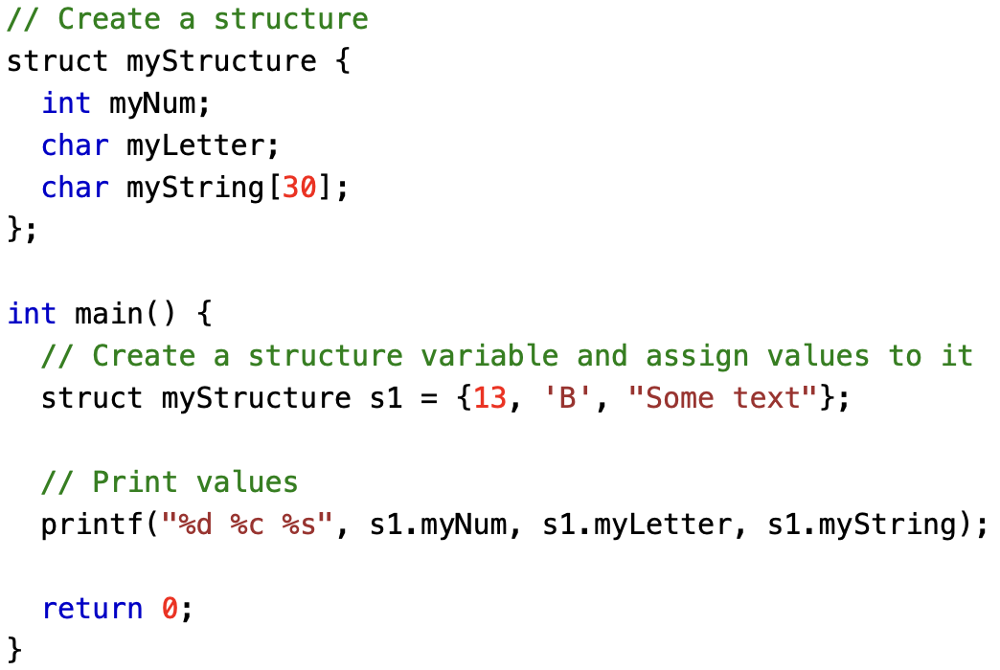 // Create a structure
struct myStructure {
  int myNum;
  char myLetter;
  char myString[30];
};

int main() {
  // Create a structure variable and assign values to it
  struct myStructure s1 = {13, 'B', "Some text"};

  // Print values
  printf("%d %c %s", s1.myNum, s1.myLetter, s1.myString);

  return 0;
}